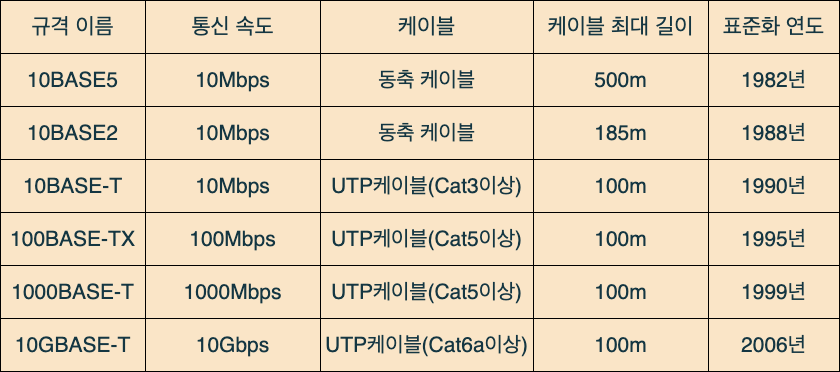 규격 이름 통신 속도 케이블 케이블 최대 길이 표준화 연도
10BASE5 10Mbps 동축 케이블 500m 1982년
10BASE2 10Mbps 동축 케이블 185m 1988년
10BASE-T 10Mbps UTP케이블(Cat3이상) 100m 1990년
100BASE-TX 100Mbps UTP케이블(Cat5이상) 100m 1995년
1000BASE-T 1000Mbps UTP케이블(Cat5이상) 100m 1999년
10GBASE-T 10Gbps UTP케이블(Cat6a이상) 100m 2006년